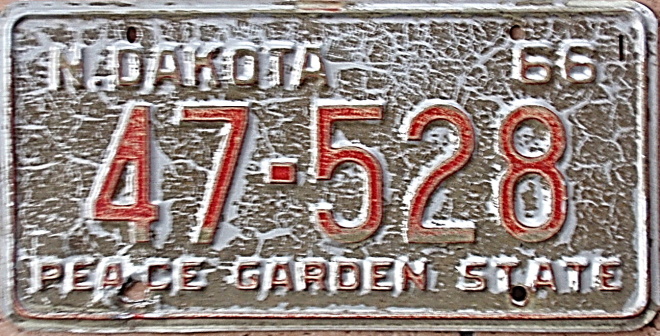 N. DAKOTA 66
47-528
PEACE GARDEN STATE